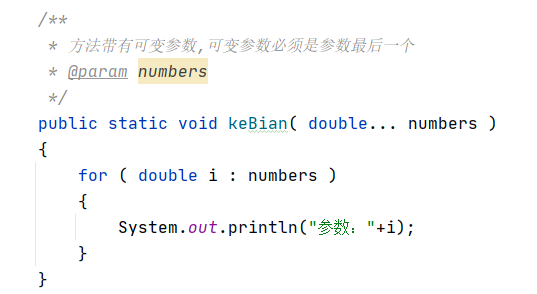 /**
 * 方法带有可变参数,可变参数必须是参数最后一个
 * @param numbers
 */
public static void keBian( double... numbers )
{
    for ( double i : numbers )
    {
        System.out.println("参数："+i);
    }
}